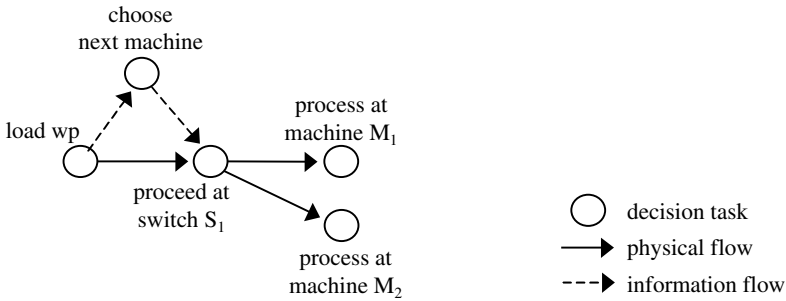 choose
next machine
load wp
process at
machine M₁
proceed at
switch S₁
process at
machine M₂
decision task
physical flow
information flow